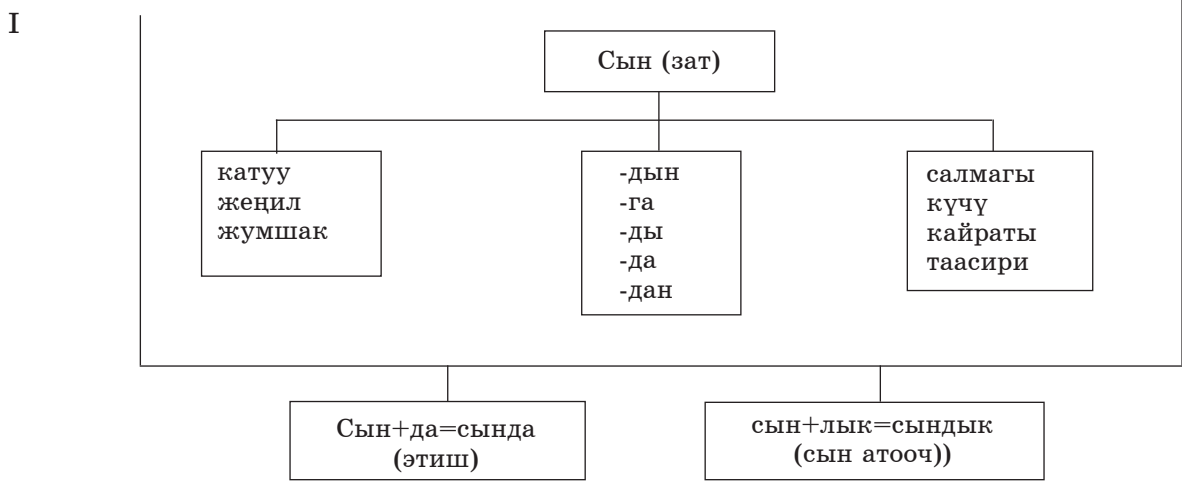 I
Сын (зат)
катуу
жеңил
жумшак
-дын
-га
-ды
-да
-дан
салмагы
күчү
кайраты
таасири
Сын+да=сында
(этиш)
сын+лык=сындык
(сын атооч))